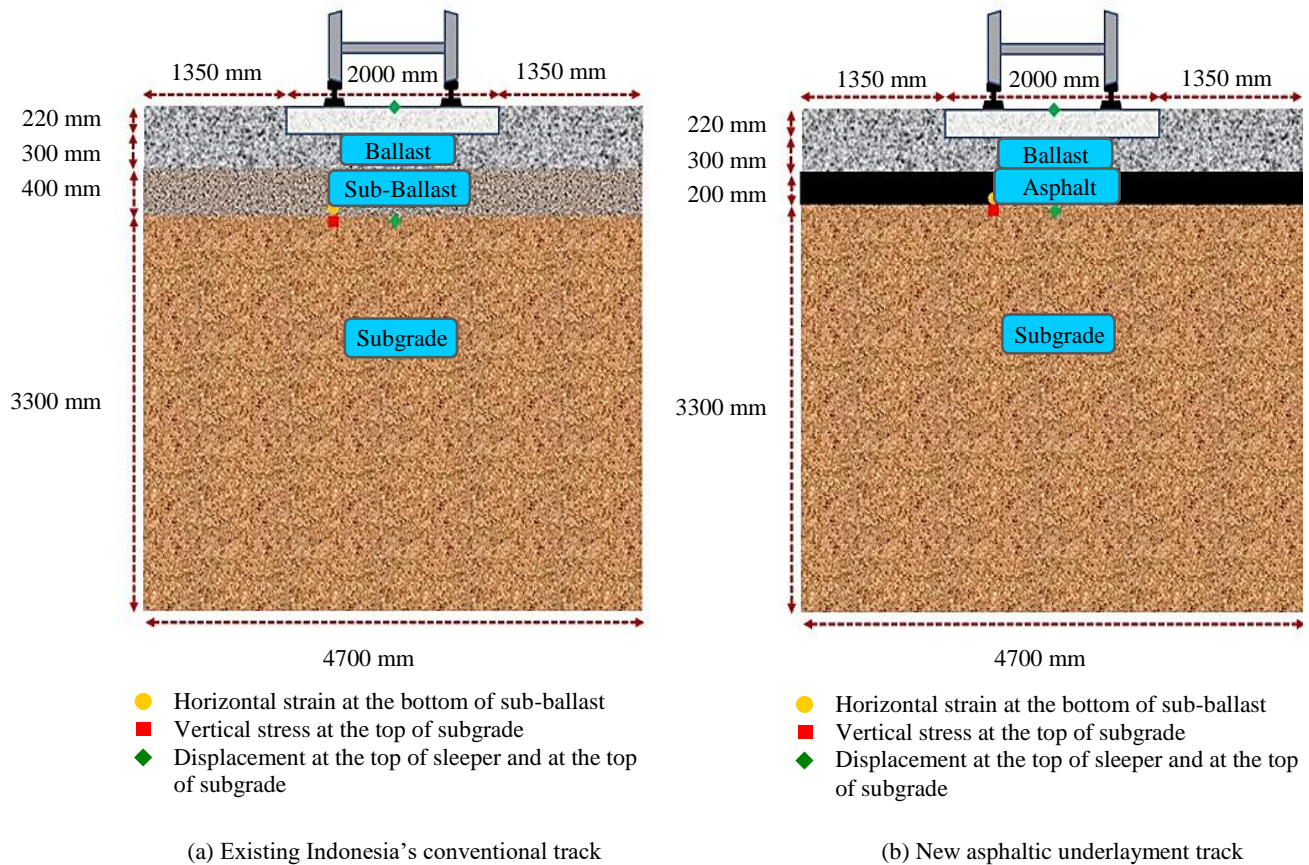 1350 mm
2000 mm
1350 mm
220 mm
300 mm
400 mm
3300 mm
Ballast
Sub-Ballast
Subgrade
4700 mm
Horizontal strain at the bottom of sub-ballast
Vertical stress at the top of subgrade
Displacement at the top of sleeper and at the top
of subgrade
(a) Existing Indonesia's conventional track
1350 mm
2000 mm
1350 mm
220 mm
300 mm
200 mm
3300 mm
Ballast
Asphalt
Subgrade
4700 mm
Horizontal strain at the bottom of sub-ballast
Vertical stress at the top of subgrade
Displacement at the top of sleeper and at the top
of subgrade
(b) New asphaltic underlayment track